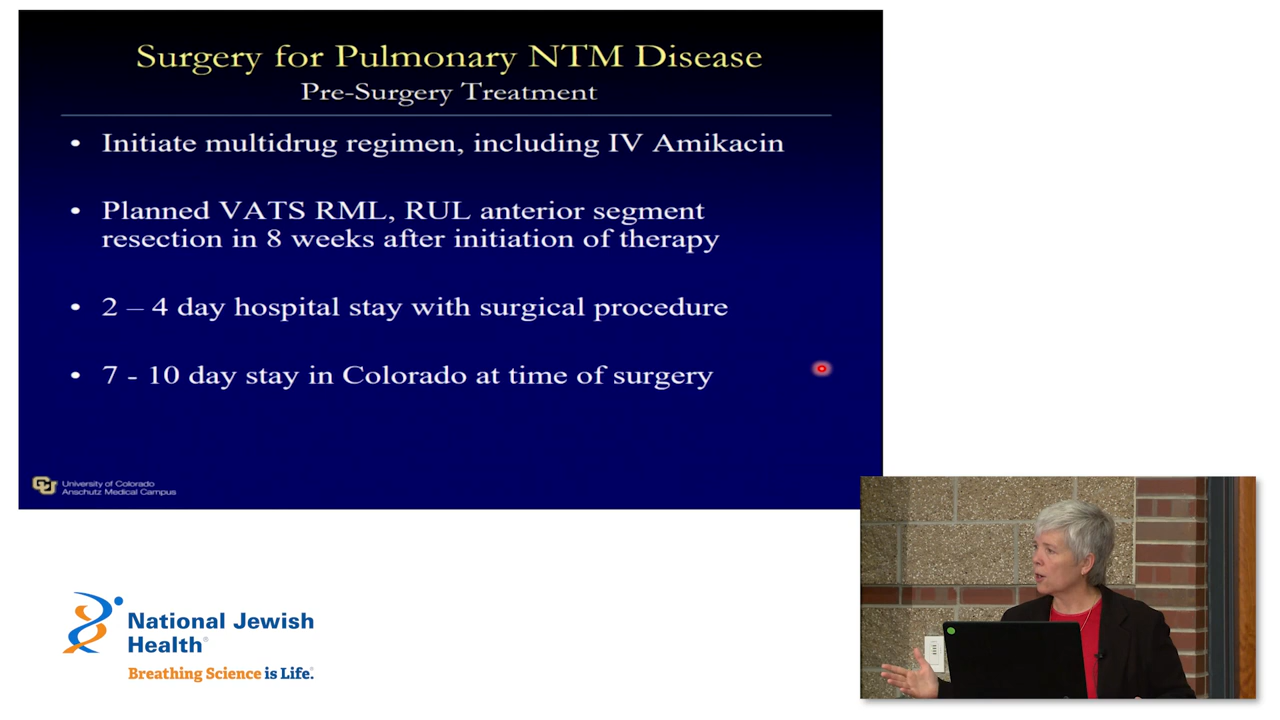 Surgery for Pulmonary NTM Disease
Pre-Surgery Treatment
• Initiate multidrug regimen, including IV Amikacin
• Planned VATS RML, RUL anterior segment
resection in 8 weeks after initiation of therapy
• 2 – 4 day hospital stay with surgical procedure
• 7 - 10 day stay in Colorado at time of surgery
CU
University of Colorado
Anschutz Medical Campus
National Jewish
Health®
Breathing Science is Life.®